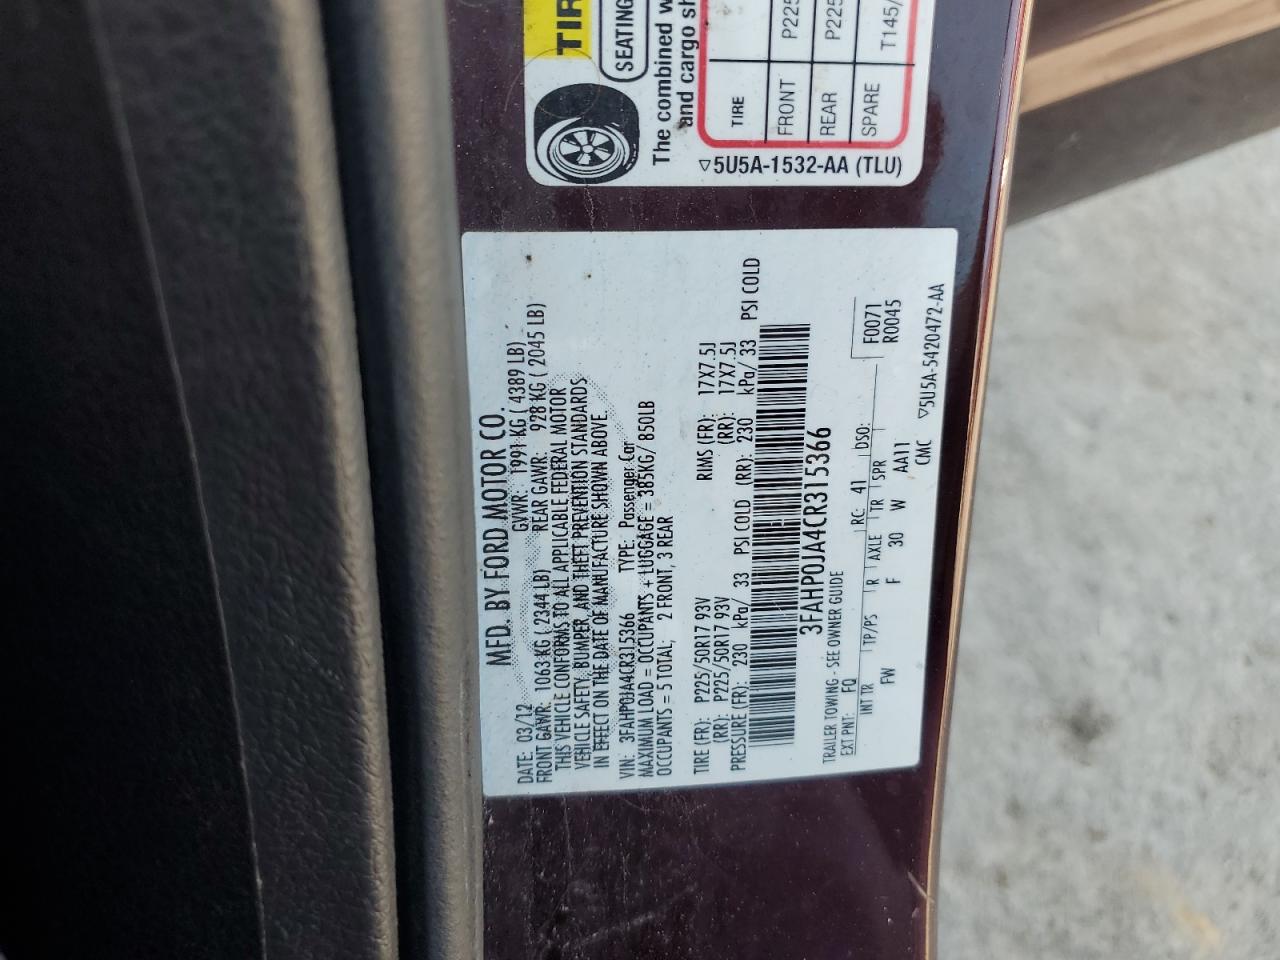 TIR
SEATING
The combined w
and cargo sh
TIRE
FRONT P225
REAR P225
SPARE T145/
▽5U5A-1532-AA (TLU)
MFD. BY FORD MOTOR CO.
DATE: 03/12 GVWR: 1991 KG ( 4389 LB)
FRONT GAWR: 1063 KG ( 2344 LB) REAR GAWR: 928 KG ( 2045 LB)
THIS VEHICLE CONFORMS TO ALL APPLICABLE FEDERAL MOTOR
VEHICLE SAFETY, BUMPER, AND THEFT PREVENTION STANDARDS
IN EFFECT ON THE DATE OF MANUFACTURE SHOWN ABOVE.
VIN: 3FAHP0JA4CR315366 TYPE: Passenger Car
MAXIMUM LOAD = OCCUPANTS + LUGGAGE = 385KG/ 850LB
OCCUPANTS = 5 TOTAL; 2 FRONT, 3 REAR
TIRE (FR): P225/50R17 93V RIMS (FR): 17X7.5J
(RR): P225/50R17 93V (RR): 17X7.5J
PRESSURE (FR): 230 kPa/ 33 PSI COLD (RR): 230 kPa/ 33 PSI COLD
3FAHP0JA4CR315366
TRAILER TOWING - SEE OWNER GUIDE
EXT PNT: FQ RC: 41 DSO: F0071
R0045
INT TR TP/PS R AXLE TR SPR
FW F 30 W AA11
CMC ▽5U5A-5420472-AA